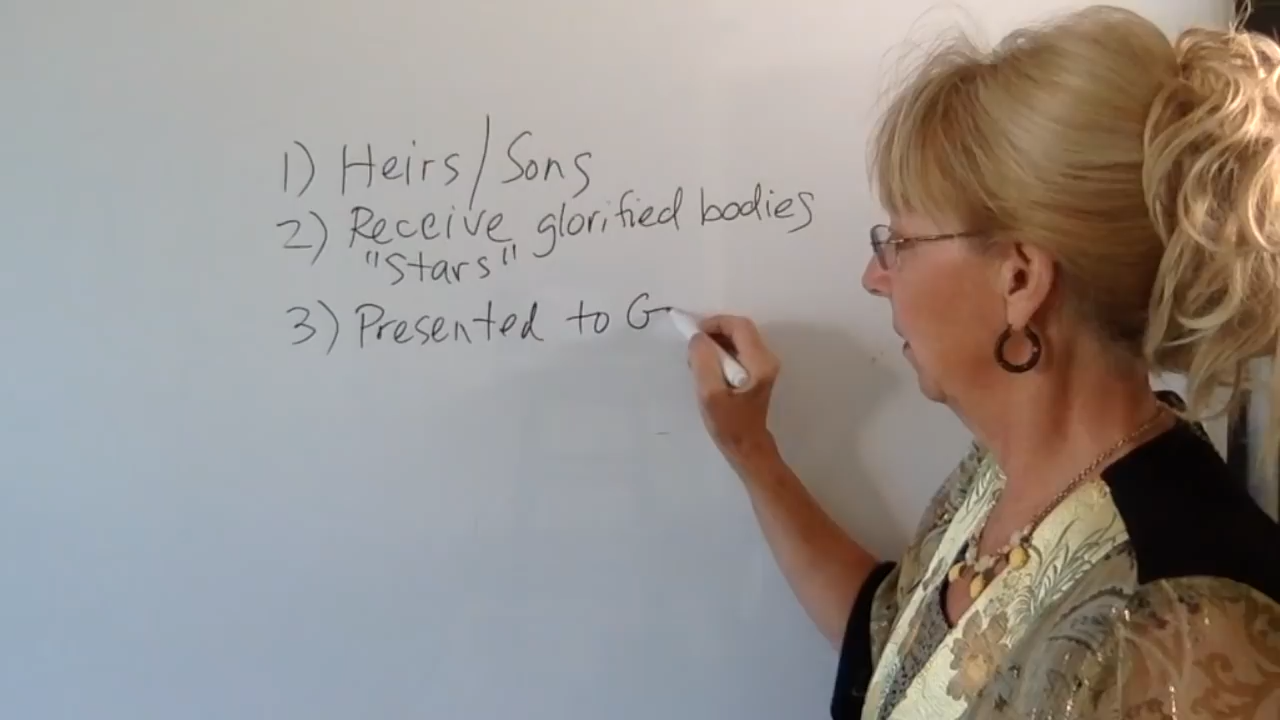 1) Heirs/Sons
2) Receive glorified bodies
"Stars"
3) Presented to G